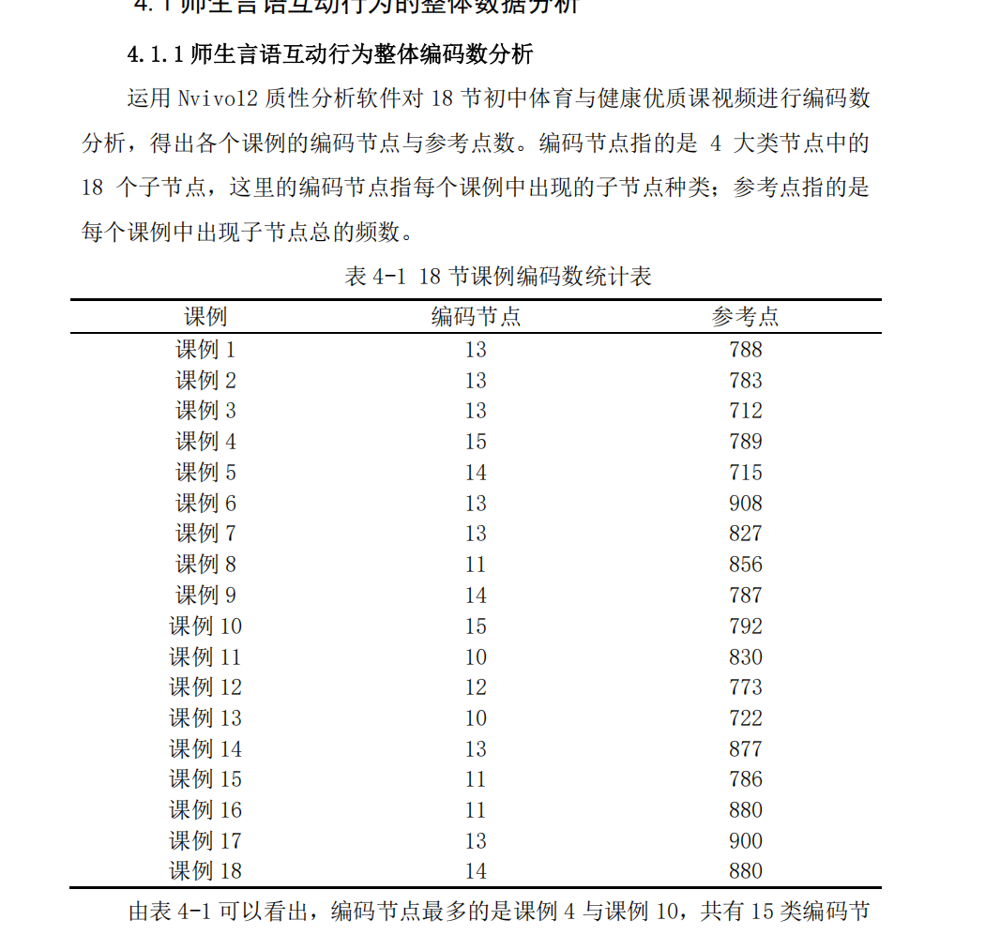 4.1 师生言语互动行为的整体数据分析
4.1.1 师生言语互动行为整体编码数分析
运用 Nvivo12 质性分析软件对 18 节初中体育与健康优质课视频进行编码数
分析，得出各个课例的编码节点与参考点数。编码节点指的是 4 大类节点中的
18 个子节点，这里的编码节点指每个课例中出现的子节点种类；参考点指的是
每个课例中出现子节点总的频数。
表 4-1 18 节课例编码数统计表
课例 编码节点 参考点
课例 1 13 788
课例 2 13 783
课例 3 13 712
课例 4 15 789
课例 5 14 715
课例 6 13 908
课例 7 13 827
课例 8 11 856
课例 9 14 787
课例 10 15 792
课例 11 10 830
课例 12 12 773
课例 13 10 722
课例 14 13 877
课例 15 11 786
课例 16 11 880
课例 17 13 900
课例 18 14 880
由表 4-1 可以看出，编码节点最多的是课例 4 与课例 10，共有 15 类编码节